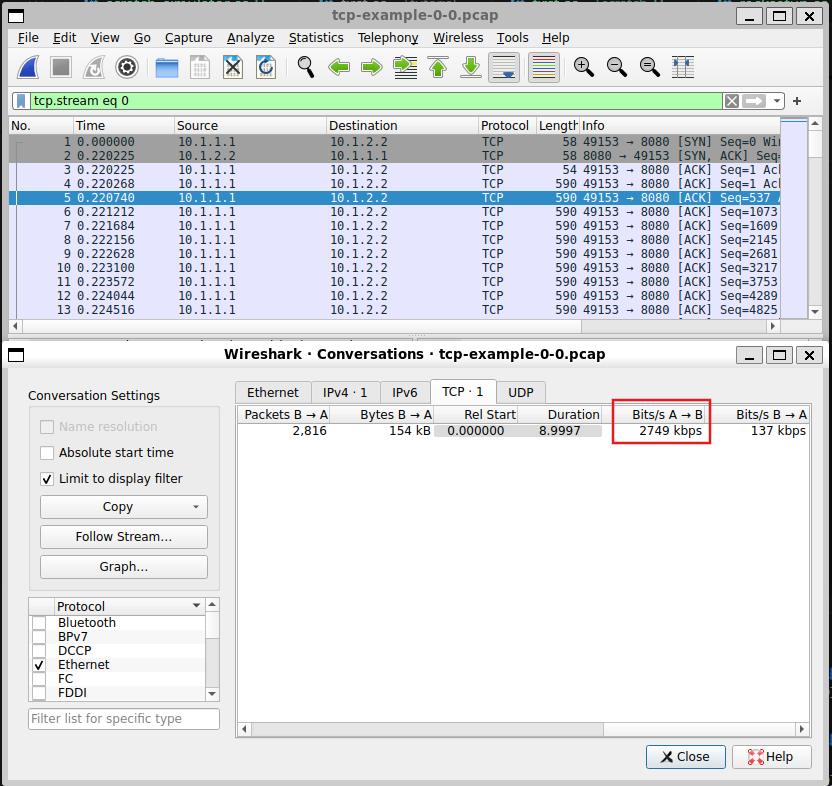 tcp-example-0-0.pcap
File Edit View Go Capture Analyze Statistics Telephony Wireless Tools Help
tcp.stream eq 0
No. Time Source Destination Protocol Length Info
1 0.000000 10.1.1.1 10.1.2.2 TCP 58 49153 → 8080 [SYN] Seq=0 Win
2 0.220225 10.1.2.2 10.1.1.1 TCP 58 8080 → 49153 [SYN, ACK] Seq=
3 0.220225 10.1.1.1 10.1.2.2 TCP 54 49153 → 8080 [ACK] Seq=1 Ack
4 0.220268 10.1.1.1 10.1.2.2 TCP 590 49153 → 8080 [ACK] Seq=1 Ack
5 0.220740 10.1.1.1 10.1.2.2 TCP 590 49153 → 8080 [ACK] Seq=537 A
6 0.221212 10.1.1.1 10.1.2.2 TCP 590 49153 → 8080 [ACK] Seq=1073
7 0.221684 10.1.1.1 10.1.2.2 TCP 590 49153 → 8080 [ACK] Seq=1609
8 0.222156 10.1.1.1 10.1.2.2 TCP 590 49153 → 8080 [ACK] Seq=2145
9 0.222628 10.1.1.1 10.1.2.2 TCP 590 49153 → 8080 [ACK] Seq=2681
10 0.223100 10.1.1.1 10.1.2.2 TCP 590 49153 → 8080 [ACK] Seq=3217
11 0.223572 10.1.1.1 10.1.2.2 TCP 590 49153 → 8080 [ACK] Seq=3753
12 0.224044 10.1.1.1 10.1.2.2 TCP 590 49153 → 8080 [ACK] Seq=4289
13 0.224516 10.1.1.1 10.1.2.2 TCP 590 49153 → 8080 [ACK] Seq=4825
Wireshark · Conversations · tcp-example-0-0.pcap
Conversation Settings
Name resolution
Absolute start time
Limit to display filter
Copy
Follow Stream…
Graph…
Protocol
Bluetooth
BPv7
DCCP
Ethernet
FC
FDDI
Filter list for specific type
Ethernet IPv4 · 1 IPv6 TCP · 1 UDP
Packets B → A Bytes B → A Rel Start Duration Bits/s A → B Bits/s B → A
2,816 154 kB 0.000000 8.9997 2749 kbps 137 kbps
Close Help